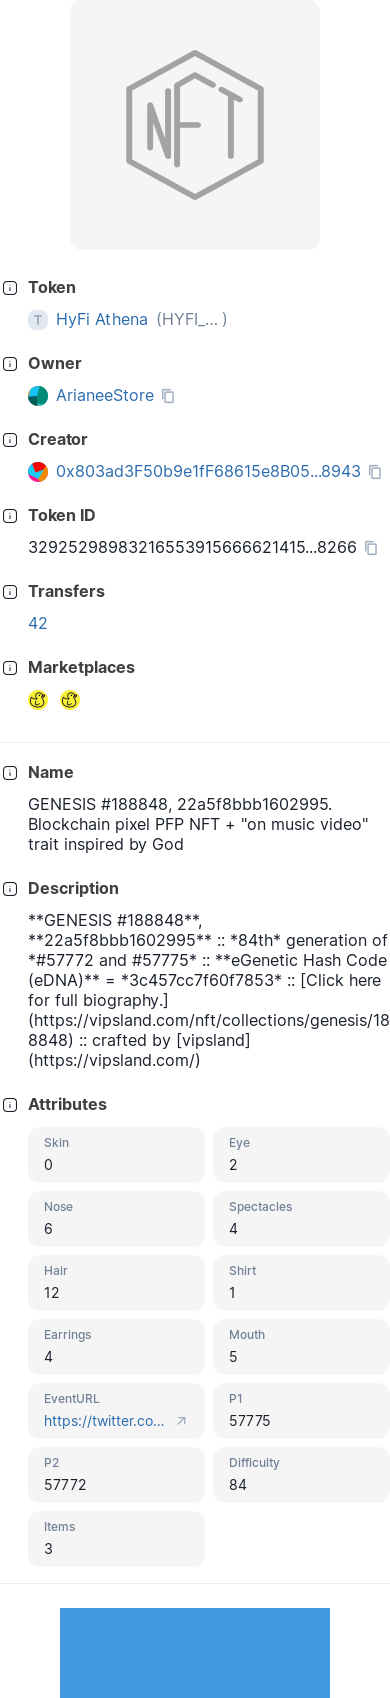 NFT
Token
T HyFi Athena (HYFI_... )
Owner
ArianeeStore
Creator
0x803ad3F50b9e1fF68615e8B05...8943
Token ID
32925298983216553915666621415...8266
Transfers
42
Marketplaces
Name
GENESIS #188848, 22a5f8bbb1602995.
Blockchain pixel PFP NFT + "on music video"
trait inspired by God
Description
**GENESIS #188848**,
**22a5f8bbb1602995** :: *84th* generation of
*#57772 and #57775* :: **eGenetic Hash Code
(eDNA)** = *3c457cc7f60f7853* :: [Click here
for full biography.]
(https://vipsland.com/nft/collections/genesis/18
8848) :: crafted by [vipsland]
(https://vipsland.com/)
Attributes
Skin
0
Eye
2
Nose
6
Spectacles
4
Hair
12
Shirt
1
Earrings
4
Mouth
5
EventURL
https://twitter.co...
P1
57775
P2
57772
Difficulty
84
Items
3